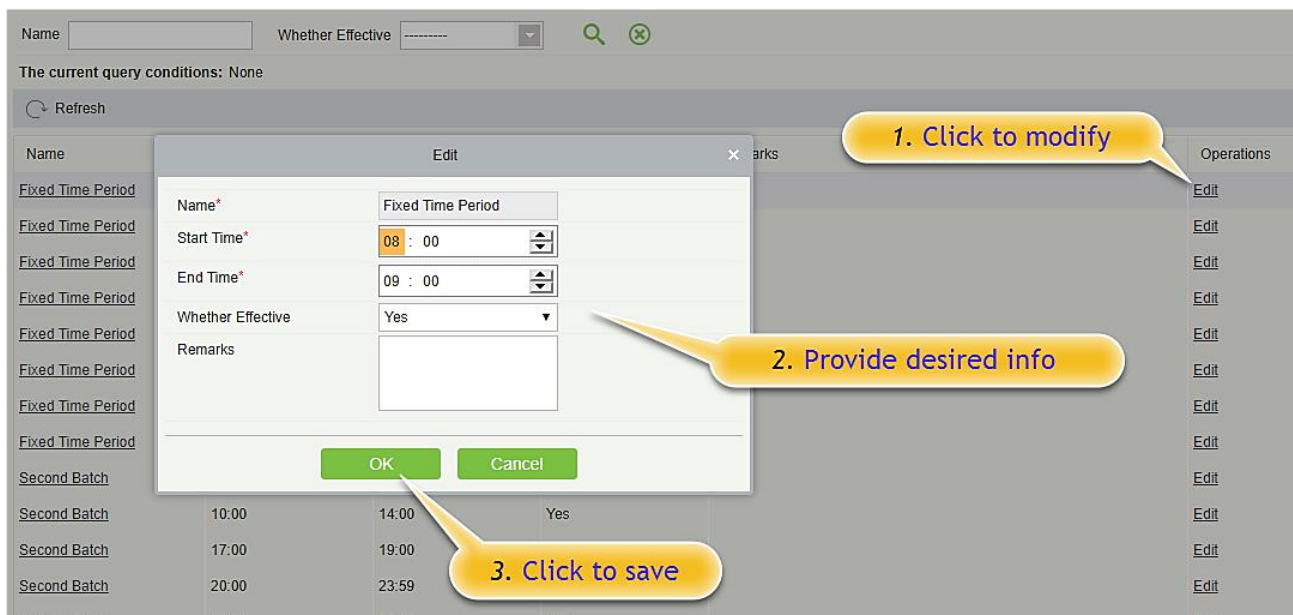 Name Whether Effective ---------
The current query conditions: None
Refresh
1. Click to modify
Name Edit × arks Operations
Fixed Time Period Edit
Name* Fixed Time Period
Fixed Time Period Edit
Start Time* 08 : 00
Fixed Time Period Edit
End Time* 09 : 00
Fixed Time Period Edit
Whether Effective Yes
Fixed Time Period Edit
Remarks
2. Provide desired info
Fixed Time Period Edit
Fixed Time Period Edit
Fixed Time Period Edit
OK Cancel
Second Batch Edit
Second Batch 10:00 14:00 Yes Edit
Second Batch 17:00 19:00 Edit
3. Click to save
Second Batch 20:00 23:59 Edit